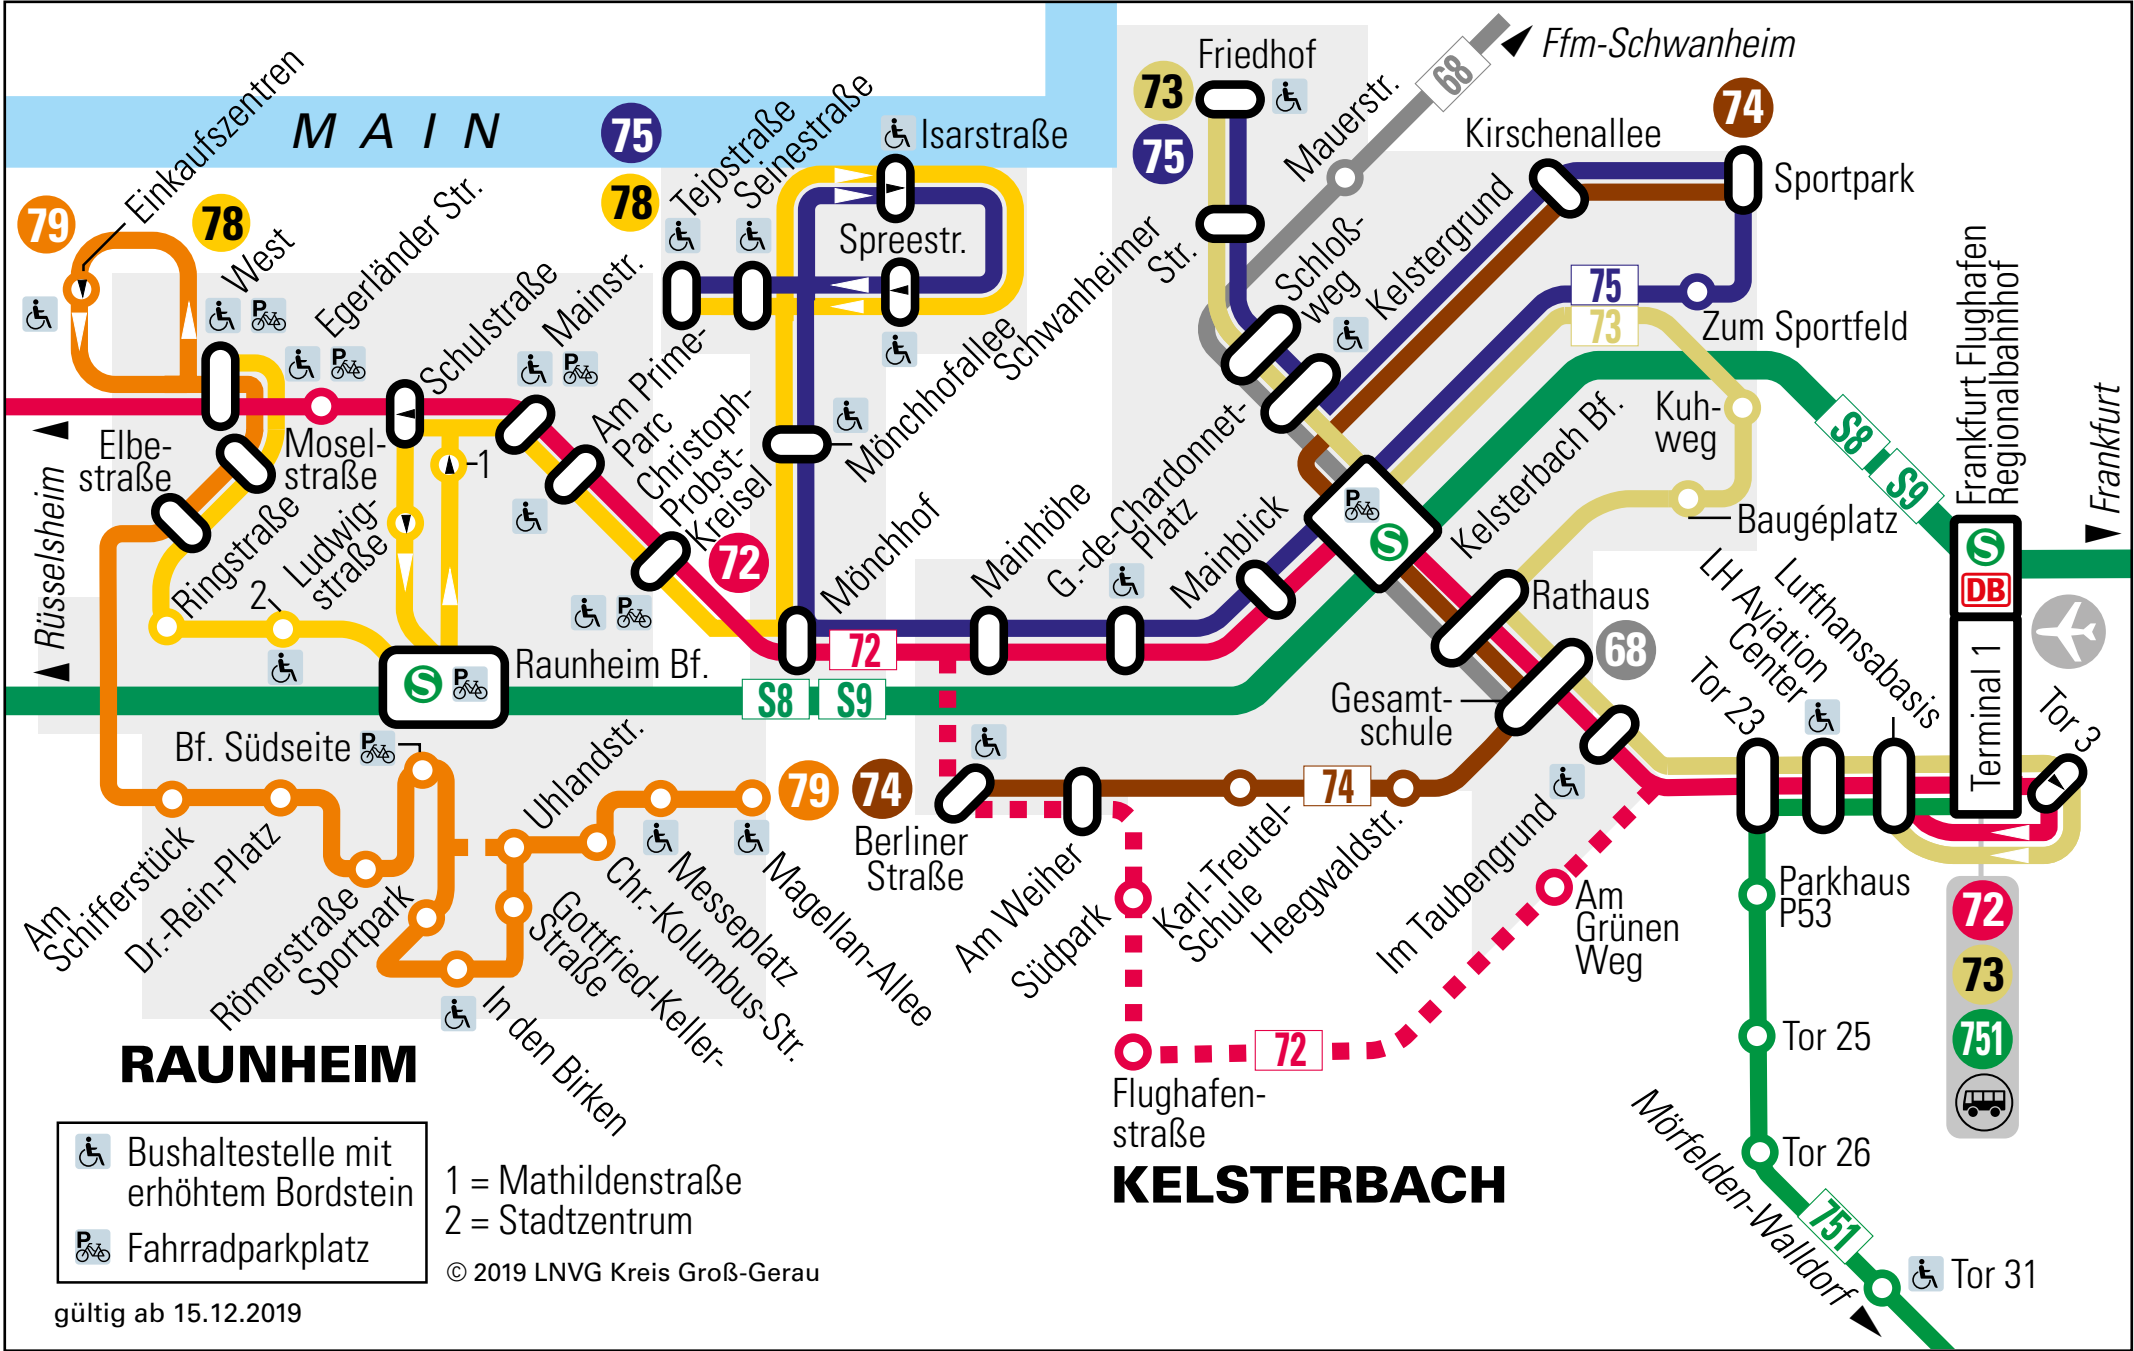 Ffm-Schwanheim
68
Friedhof
73
75
MAIN
Einkaufszentren
79
78
West
Egerländer Str.
Schulstraße
Mainstr.
75
78
Tejostraße
Seinestraße
Isarstraße
Spreestr.
Schwanheimer
Str.
Mauerstr.
Schloß-
weg
Kelstergrund
Kirschenallee
74
Sportpark
75
73
Zum Sportfeld
Kuh-
weg
Baugéplatz
S8
S9
Frankfurt Flughafen
Regionalbahnhof
Frankfurt
Rüsselsheim
Elbe-
straße
Mosel-
straße
Ringstraße
2
Ludwig-
straße
1
Am Prime-
Parc
Christoph-
Probst-
Kreisel
72
Mönchhofallee
Mönchhof
Mainhöhe
G.-de-Chardonnet-
Platz
Mainblick
P
S
Kelsterbach Bf.
Rathaus
68
Gesamt-
schule
72
S8
S9
S
P
Raunheim Bf.
Tor 23
LH Aviation
Center
Lufthansabasis
S
DB
Terminal 1
Tor 3
Bf. Südseite P
Am
Schifferstück
Dr.-Rein-Platz
Römerstraße
Sportpark
Uhlandstr.
In den Birken
Gottfried-Keller-
Straße
Chr.-Kolumbus-Str.
Messeplatz
Magellan-Allee
79
74
Berliner
Straße
Am Weiher
Südpark
Karl-Treutel-
Schule
74
Heegwaldstr.
Im Taubengrund
Am
Grünen
Weg
72
Flughafen-
straße
Parkhaus
P53
Tor 25
Tor 26
751
Tor 31
Mörfelden-Walldorf
72
73
751
RAUNHEIM
KELSTERBACH
Bushaltestelle mit
erhöhtem Bordstein
P
Fahrradparkplatz
1 = Mathildenstraße
2 = Stadtzentrum
© 2019 LNVG Kreis Groß-Gerau
gültig ab 15.12.2019